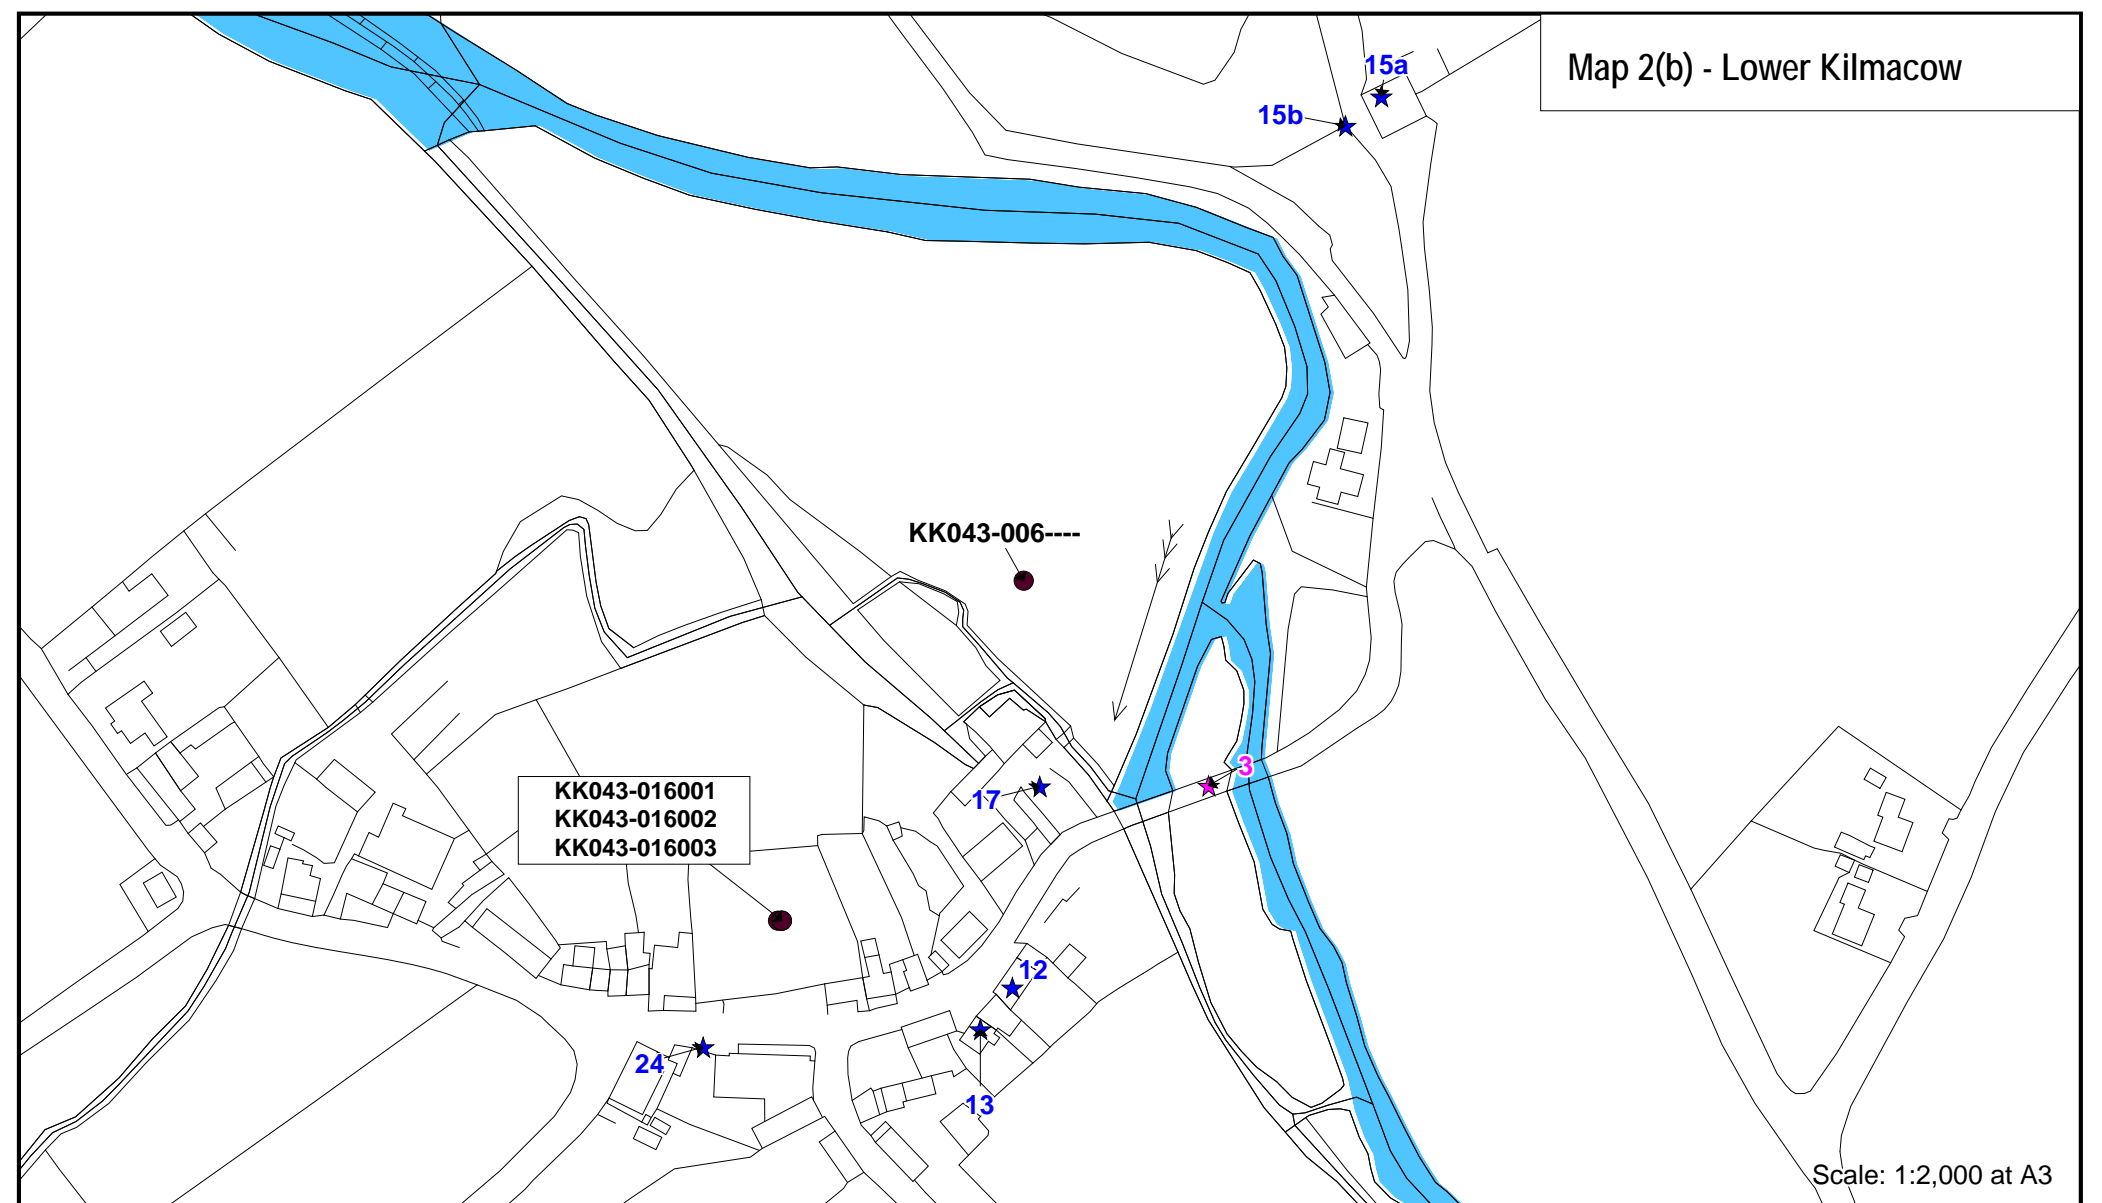 Map 2(b) - Lower Kilmacow
15a
15b
KK043-006----
3
KK043-016001
KK043-016002
KK043-016003
17
12
24
13
Scale: 1:2,000 at A3